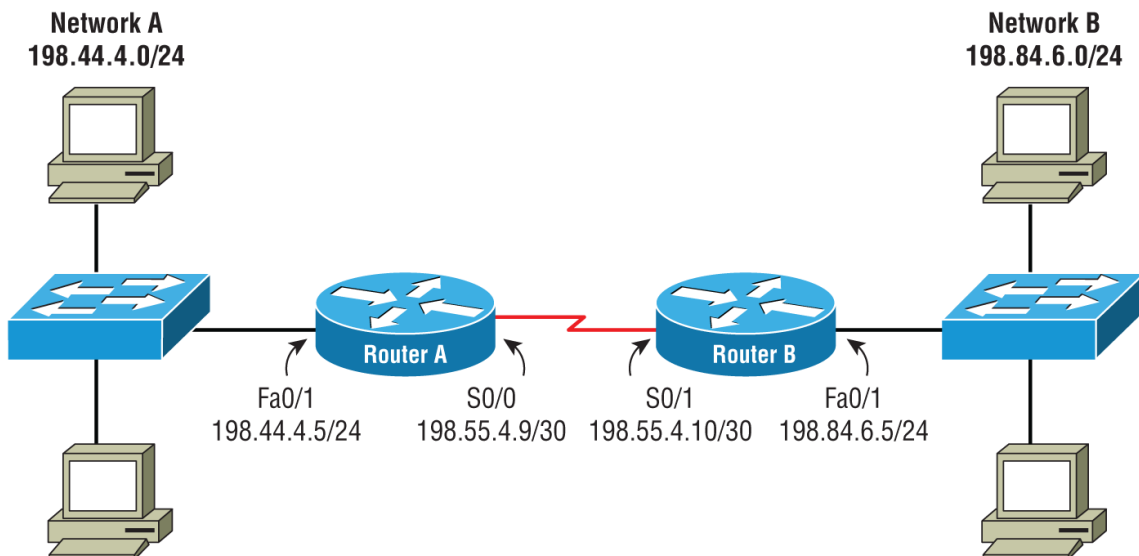 Network A
198.44.4.0/24
Network B
198.84.6.0/24
Router A
Router B
Fa0/1
198.44.4.5/24
S0/0
198.55.4.9/30
S0/1
198.55.4.10/30
Fa0/1
198.84.6.5/24